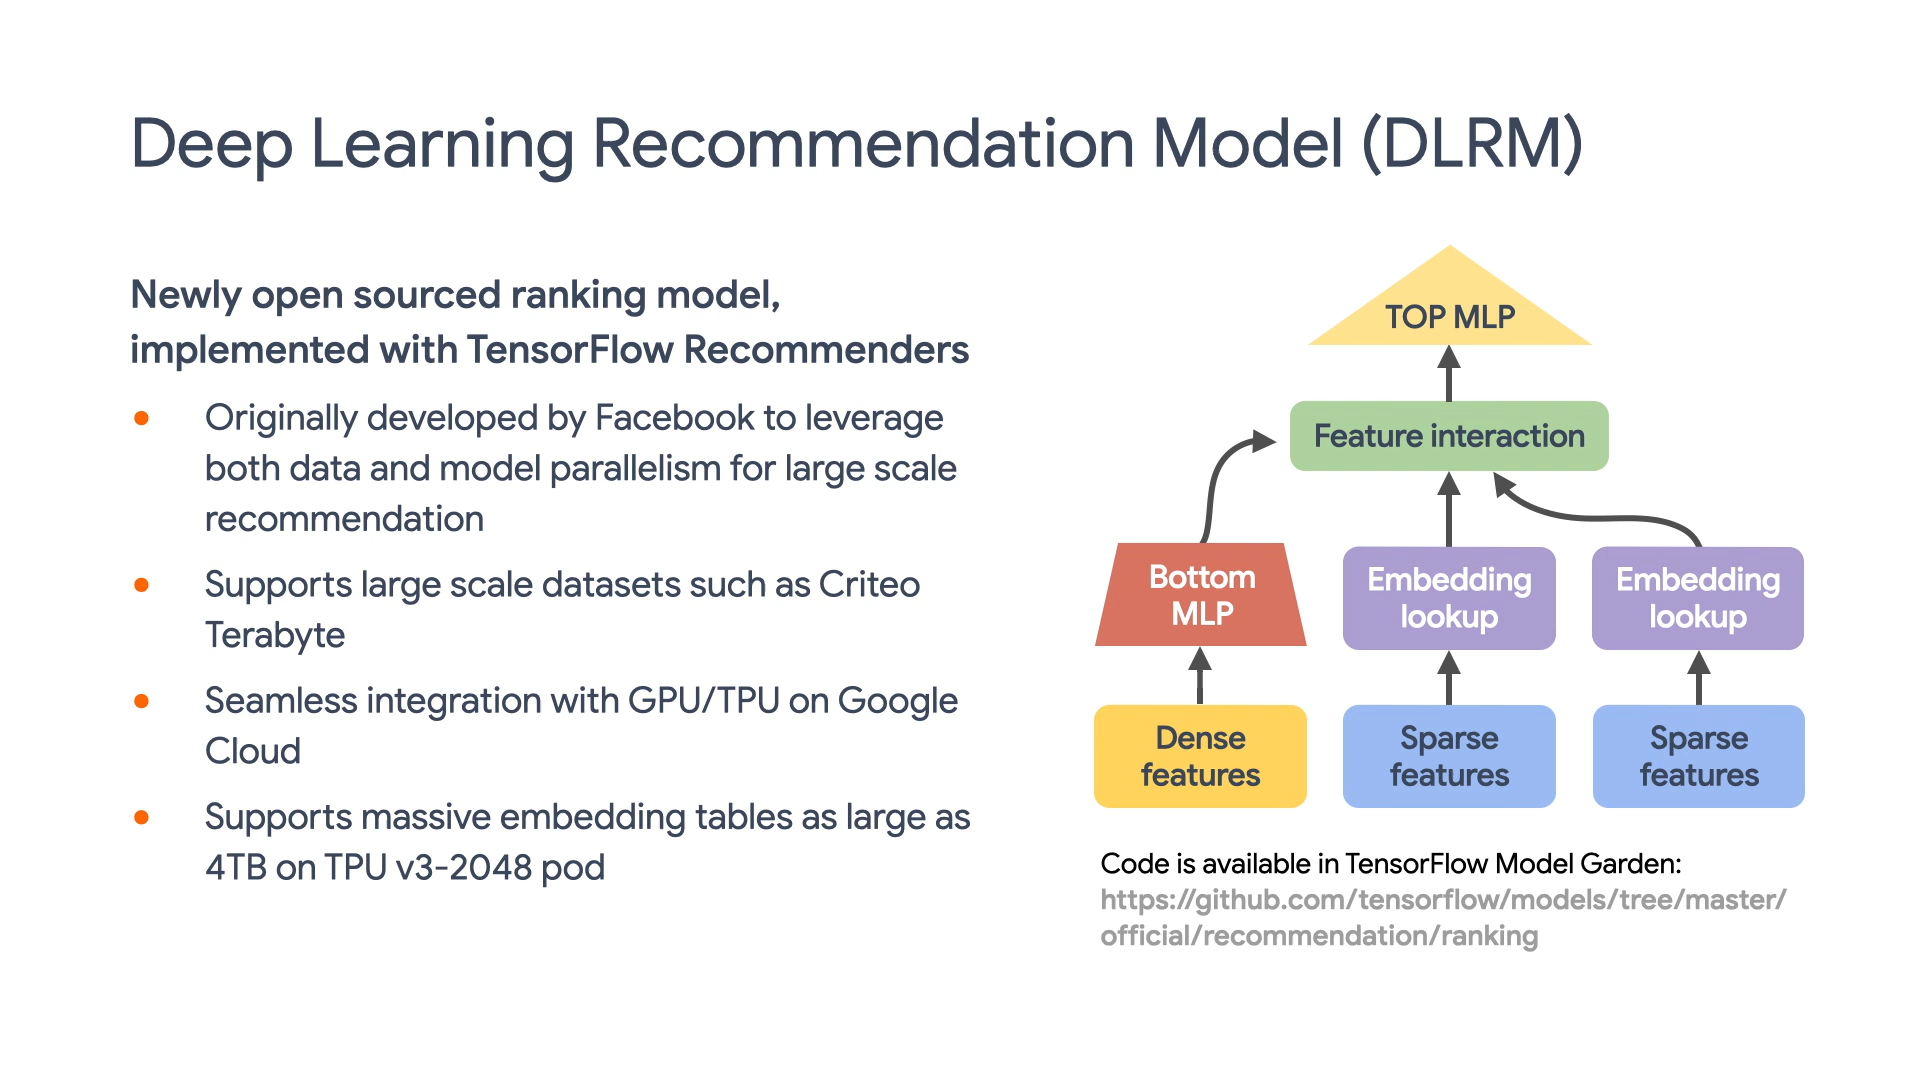 Deep Learning Recommendation Model (DLRM)
Newly open sourced ranking model,
implemented with TensorFlow Recommenders
● Originally developed by Facebook to leverage
both data and model parallelism for large scale
recommendation
● Supports large scale datasets such as Criteo
Terabyte
● Seamless integration with GPU/TPU on Google
Cloud
● Supports massive embedding tables as large as
4TB on TPU v3-2048 pod
TOP MLP
Feature interaction
Bottom
MLP
Embedding
lookup
Embedding
lookup
Dense
features
Sparse
features
Sparse
features
Code is available in TensorFlow Model Garden:
https://github.com/tensorflow/models/tree/master/
official/recommendation/ranking